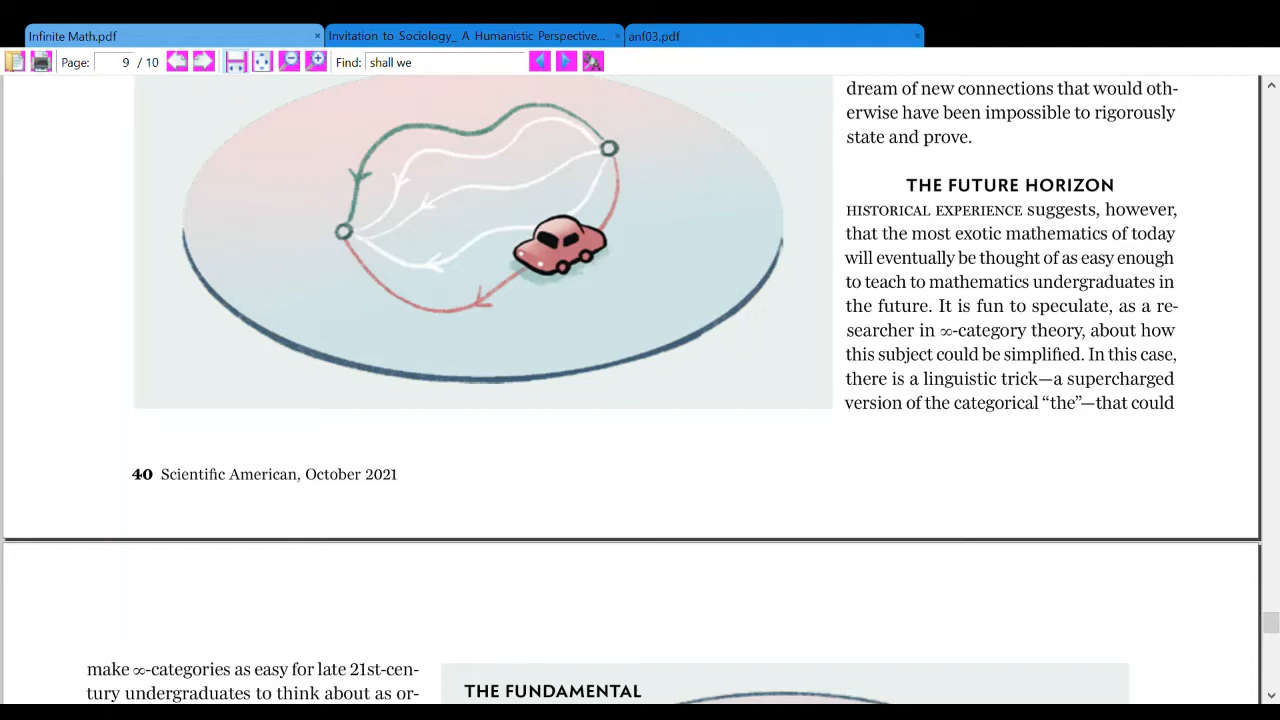 Infinite Math.pdf ×
Invitation to Sociology_ A Humanistic Perspective... ×
anf03.pdf ×
Page: 9 / 10 Find: shall we
dream of new connections that would oth-
erwise have been impossible to rigorously
state and prove.
THE FUTURE HORIZON
HISTORICAL EXPERIENCE suggests, however,
that the most exotic mathematics of today
will eventually be thought of as easy enough
to teach to mathematics undergraduates in
the future. It is fun to speculate, as a re-
searcher in ∞-category theory, about how
this subject could be simplified. In this case,
there is a linguistic trick—a supercharged
version of the categorical “the”—that could
40 Scientific American, October 2021
make ∞-categories as easy for late 21st-cen-
tury undergraduates to think about as or-
THE FUNDAMENTAL